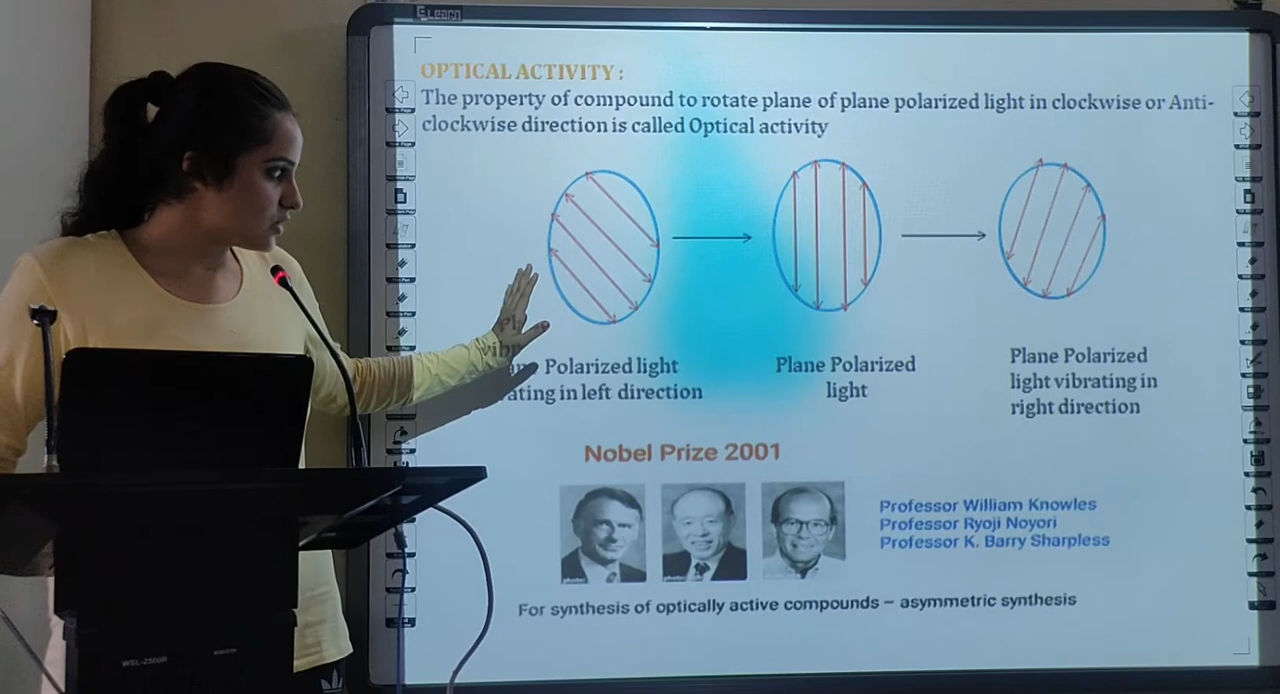 OPTICAL ACTIVITY :
The property of compound to rotate plane of plane polarized light in clockwise or Anti-
clockwise direction is called Optical activity
Polarized light
ating in left direction
Plane Polarized
light
Plane Polarized
light vibrating in
right direction
Nobel Prize 2001
Professor William Knowles
Professor Ryoji Noyori
Professor K. Barry Sharpless
For synthesis of optically active compounds – asymmetric synthesis